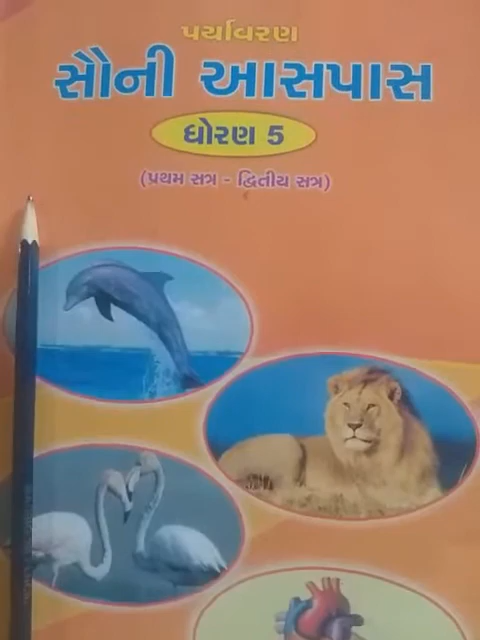 પર્યાવરણ
સૌની આસપાસ
ધોરણ 5
(પ્રથમ સત્ર - દ્વિતીય સત્ર)